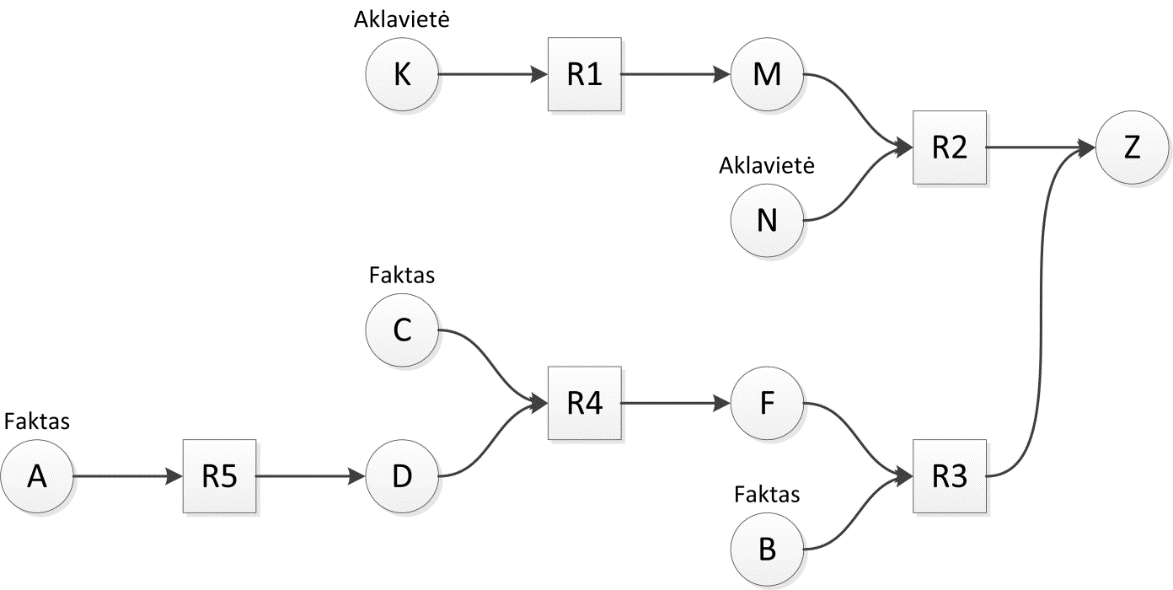 Aklavietė
K
R1
M
R2
Z
Aklavietė
N
Faktas
C
R4
F
Faktas
A
R5
D
R3
Faktas
B